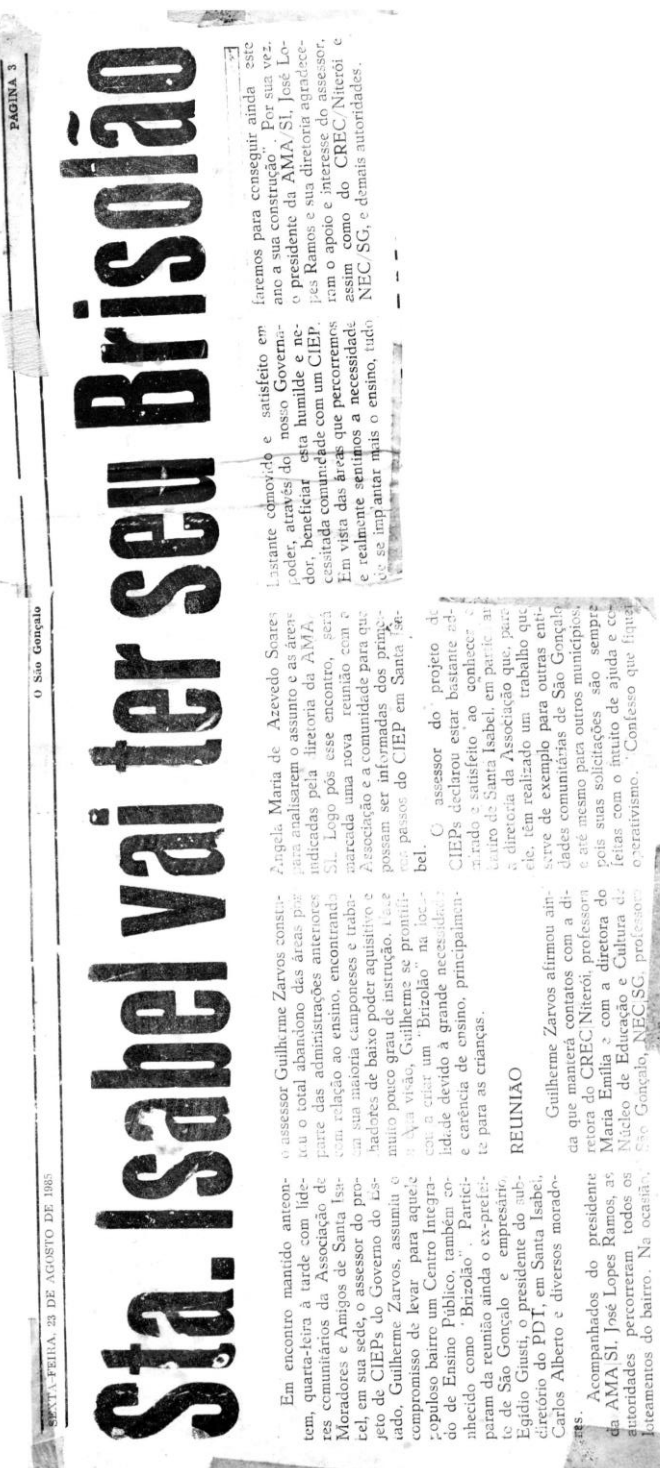 SEXTA-FEIRA, 23 DE AGOSTO DE 1985
O São Gonçalo
PÁGINA 3
Sta. Isabel vai ter seu Brisolão
Em encontro mantido anteon-
tem, quarta-feira à tarde com líde-
res comunitários da Associação de
Moradores e Amigos de Santa Isa-
bel, em sua sede, o assessor do pro-
jeto de CIEPs do Governo do Es-
tado, Guilherme Zarvos, assumiu o
compromisso de levar para aquele
populoso bairro um Centro Integra-
do de Ensino Público, também co-
nhecido como "Brizolão". Partici-
param da reunião ainda o ex-prefei-
to de São Gonçalo e empresário
Egidio Giusti, o presidente do sub-
diretório do PDT, em Santa Isabel,
Carlos Alberto e diversos morado-
res.
Acompanhados do presidente
da AMA/SI, José Lopes Ramos, as
autoridades percorreram todos os
loteamentos do bairro. Na ocasião,
o assessor Guilherme Zarvos consta-
tou o total abandono das áreas por
parte das administrações anteriores
com relação ao ensino, encontrando
em sua maioria camponeses e traba-
hadores de baixo poder aquisitivo e
muito pouco grau de instrução. Face
a visão, Guilherme se prontifi-
cou a criar um "Brizolão" na loca-
lidade devido à grande necessidade
e carência de ensino, principalmen-
te para as crianças.
REUNIÃO
Guilherme Zarvos afirmou ain-
da que manterá contatos com a di-
retora do CREC/Niterói, professora
Maria Emilia e com a diretora do
Núcleo de Educação e Cultura de
São Gonçalo, NEC/SG, professora
Angela Maria de Azevedo Soares
para analisarem o assunto e as áreas
indicadas pela diretoria da AMA/
SI. Logo pós esse encontro, será
marcada uma nova reunião com a
Associação e a comunidade para que
possam ser informadas dos primei-
ros passos do CIEP em Santa Isa-
bel.
O assessor do projeto de
CIEPs declarou estar bastante ad-
mirado e satisfeito ao conhecer o
bairro de Santa Isabel, em
a diretoria da Associação que, para
ele, têm realizado um trabalho que
serve de exemplo para outras enti-
dades comunitárias de São Gonçalo
e até mesmo para outros municípios,
pois suas solicitações são sempre
feitas com o intuito de ajuda e co-
operativismo. "Confesso que fiquei
bastante comovido e satisfeito em
poder, através do nosso Governa-
dor, beneficiar esta humilde e ne-
cessitada comunidade com um CIEP.
Em vista das áreas que percorremos
e realmente sentimos a necessidade
de se implantar mais o ensino, tudo
faremos para conseguir ainda este
ano a sua construção". Por sua vez,
o presidente da AMA/SI, José Lo-
pes Ramos e sua diretoria agradece-
ram o apoio e interesse do assessor,
assim como do CREC/Niterói e
NEC/SG, e demais autoridades.